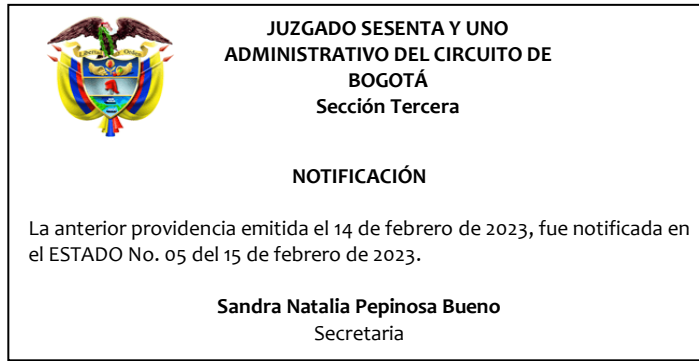 JUZGADO SESENTA Y UNO
ADMINISTRATIVO DEL CIRCUITO DE
BOGOTÁ
Sección Tercera
NOTIFICACIÓN
La anterior providencia emitida el 14 de febrero de 2023, fue notificada en
el ESTADO No. 05 del 15 de febrero de 2023.
Sandra Natalia Pepinosa Bueno
Secretaria